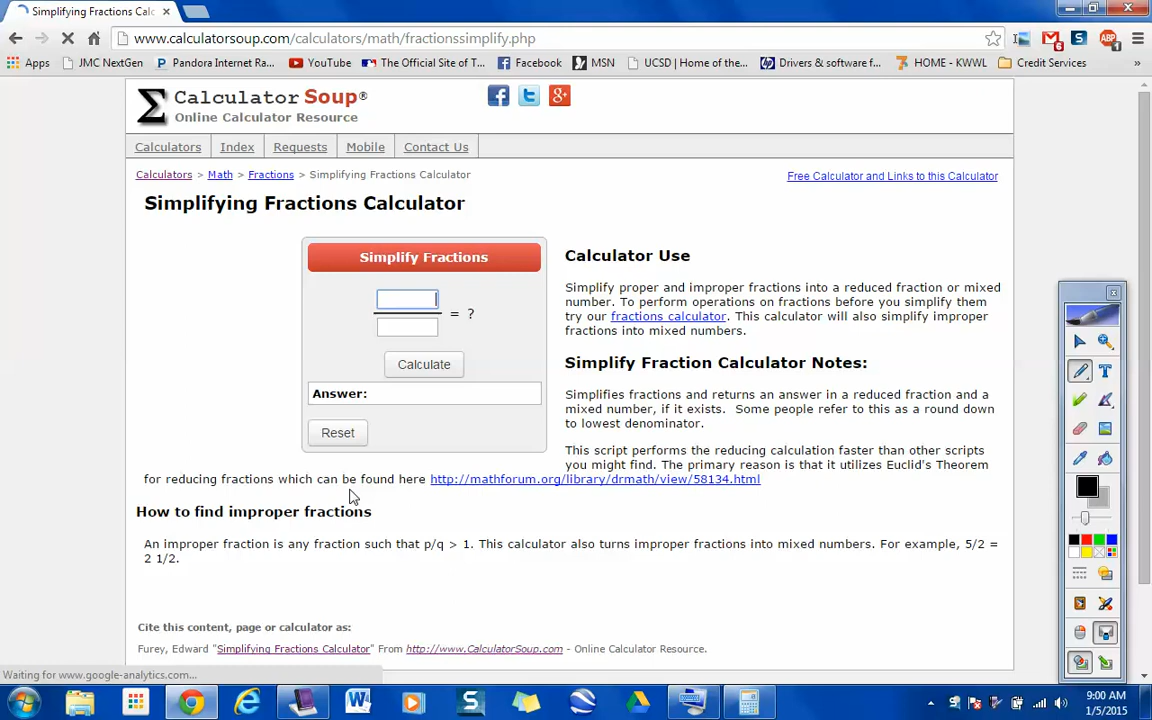 Simplifying Fractions Calc
www.calculatorsoup.com/calculators/math/fractionssimplify.php
6
S
ABP
1
Apps
JMC NextGen
Pandora Internet Ra...
YouTube
The Official Site of T...
Facebook
MSN
UCSD | Home of the...
Drivers & software f...
HOME - KWWL
Credit Services
»
Calculator Soup®
Online Calculator Resource
Calculators
Index
Requests
Mobile
Contact Us
Calculators > Math > Fractions > Simplifying Fractions Calculator
Free Calculator and Links to this Calculator
Simplifying Fractions Calculator
Simplify Fractions
= ?
Calculate
Answer:
Reset
Calculator Use
Simplify proper and improper fractions into a reduced fraction or mixed
number. To perform operations on fractions before you simplify them
try our fractions calculator. This calculator will also simplify improper
fractions into mixed numbers.
Simplify Fraction Calculator Notes:
Simplifies fractions and returns an answer in a reduced fraction and a
mixed number, if it exists. Some people refer to this as a round down
to lowest denominator.
This script performs the reducing calculation faster than other scripts
you might find. The primary reason is that it utilizes Euclid's Theorem
for reducing fractions which can be found here http://mathforum.org/library/drmath/view/58134.html
How to find improper fractions
An improper fraction is any fraction such that p/q > 1. This calculator also turns improper fractions into mixed numbers. For example, 5/2 =
2 1/2.
Cite this content, page or calculator as:
Furey, Edward "Simplifying Fractions Calculator" From http://www.CalculatorSoup.com - Online Calculator Resource.
Waiting for www.google-analytics.com...
9:00 AM
1/5/2015